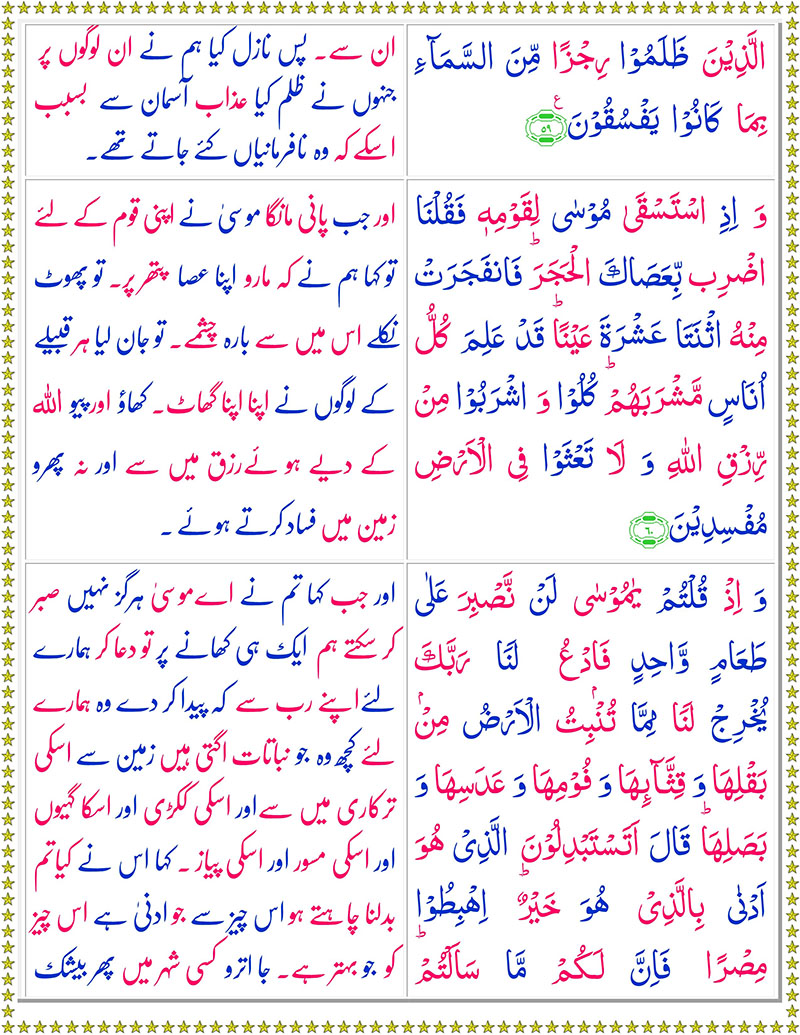 الَّذِیْنَ ظَلَمُوْا رِجْزًا مِّنَ السَّمَآءِ
بِمَا كَانُوْا یَفْسُقُوْنَ ع ۵۹
ان سے۔ پس نازل کیا ہم نے ان لوگوں پر
جنہوں نے ظلم کیا عذاب آسمان سے بسبب
اسکے کہ وہ نافرمانیاں کئے جاتے تھے۔
وَ اِذِ اسْتَسْقٰى مُوْسٰى لِقَوْمِهٖ فَقُلْنَا
اضْرِب بِّعَصَاكَ الْحَجَرَؕ فَانفَجَرَتْ
مِنْهُ اثْنَتَا عَشْرَةَ عَیْنًاؕ قَدْ عَلِمَ كُلُّ
اُنَاسٍ مَّشْرَبَهُمْؕ كُلُوْا وَ اشْرَبُوْا مِنْ
رِّزْقِ اللّٰهِ وَ لَا تَعْثَوْا فِی الْاَرْضِ
مُفْسِدِیْنَ ۶۰
اور جب پانی مانگا موسیٰ نے اپنی قوم کے لئے
تو کہا ہم نے کہ مارو اپنا عصا پتھر پر۔ تو پھوٹ
نکلے اس میں سے بارہ چشمے۔ تو جان لیا ہر قبیلے
کے لوگوں نے اپنا اپنا گھاٹ۔ کھاؤ اور پیو اللہ
کے دیے ہوئے رزق میں سے اور نہ پھرو
زمین میں فساد کرتے ہوئے ۔
وَ اِذْ قُلْتُمْ یٰمُوْسٰى لَنْ نَّصْبِرَ عَلٰى
طَعَامٍ وَّاحِدٍ فَادْعُ لَنَا رَبَّكَ
یُخْرِجْ لَنَا مِمَّا تُنْۢبِتُ الْاَرْضُ مِنْۢ
بَقْلِهَا وَ قِثَّآىِٕهَا وَ فُوْمِهَا وَ عَدَسِهَا وَ
بَصَلِهَاؕ قَالَ اَتَسْتَبْدِلُوْنَ الَّذِیْ هُوَ
اَدْنٰى بِالَّذِیْ هُوَ خَیْرٌؕ اِهْبِطُوْا
مِصْرًا فَاِنَّ لَكُمْ مَّا سَاَلْتُمْؕ
اور جب کہا تم نے اے موسیٰ ہرگز نہیں صبر
کر سکتے ہم ایک ہی کھانے پر تو دعا کر ہمارے
لئے اپنے رب سے کہ پیدا کر دے وہ ہمارے
لئے کچھ وہ جو نباتات اگتی ہیں زمین سے اسکی
ترکاری میں سے اور اسکی ککڑی اور اسکا گیہوں
اور اسکی مسور اور اسکی پیاز ۔ کہا اس نے کیا تم
بدلنا چاہتے ہو اس چیز سے جو ادنیٰ ہے اس چیز
کو جو بہتر ہے۔ جا اترو کسی شہر میں پھر بیشک